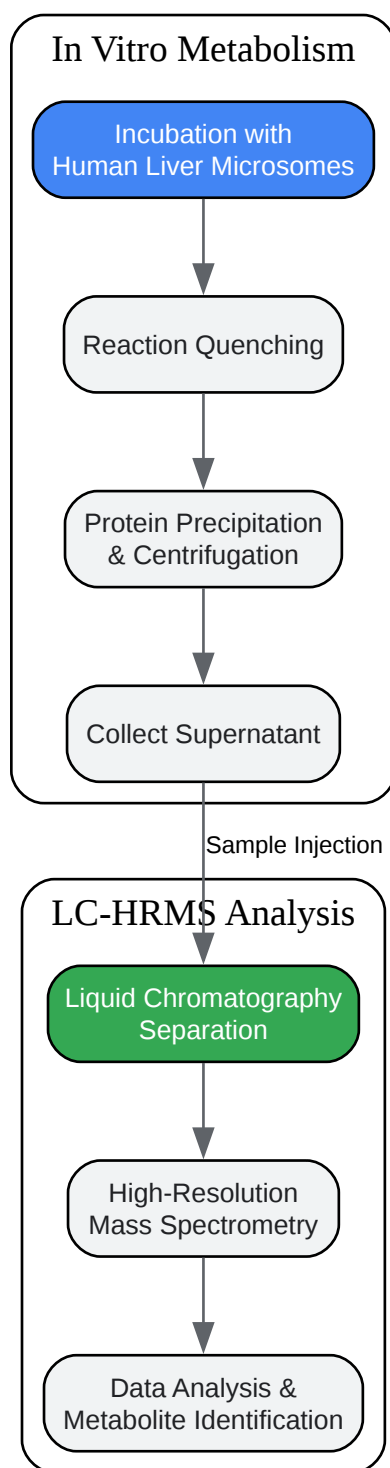 In Vitro Metabolism
Incubation with
Human Liver Microsomes
Reaction Quenching
Protein Precipitation
& Centrifugation
Collect Supernatant
Sample Injection
LC-HRMS Analysis
Liquid Chromatography
Separation
High-Resolution
Mass Spectrometry
Data Analysis &
Metabolite Identification